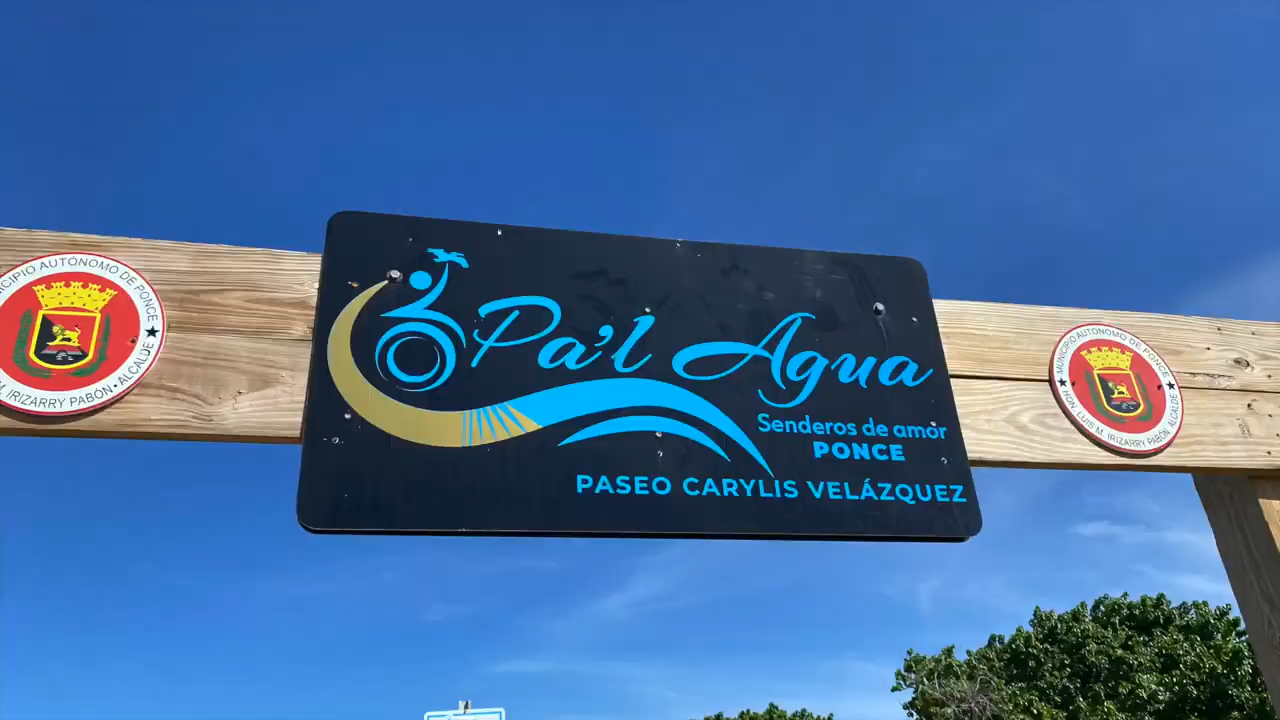 MUNICIPIO AUTÓNOMO DE PONCE
M. IRIZARRY PABÓN • ALCALDE
Pa'l Agua
Senderos de amor
PONCE
PASEO CARYLIS VELÁZQUEZ
MUNICIPIO AUTONOMO DE PONCE
HON. LUIS M. IRIZARRY PABÓN ALCALDE